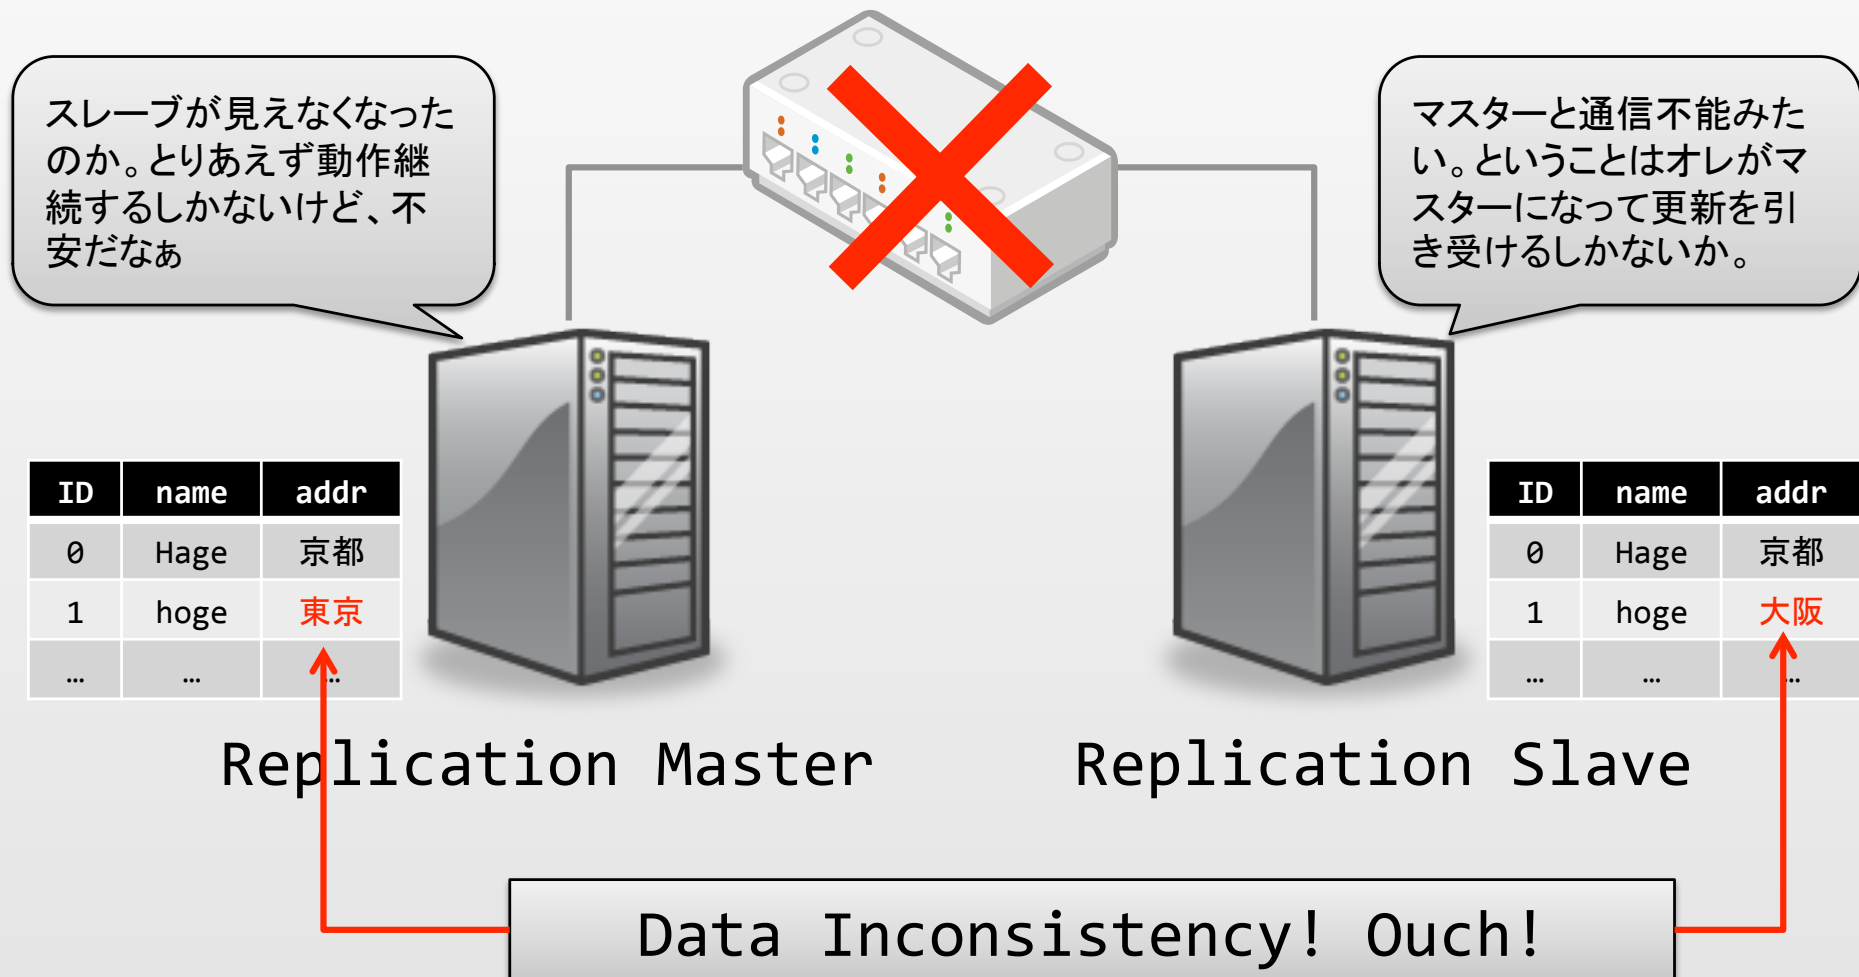 スレーブが見えなくなった
のか。とりあえず動作継
続するしかないけど、不
安だなぁ
マスターと通信不能みた
い。ということはオレがマ
スターになって更新を引
き受けるしかないか。
ID name addr
0 Hage 京都
1 hoge 東京
… … …
ID name addr
0 Hage 京都
1 hoge 大阪
… … …
Replication Master
Replication Slave
Data Inconsistency! Ouch!